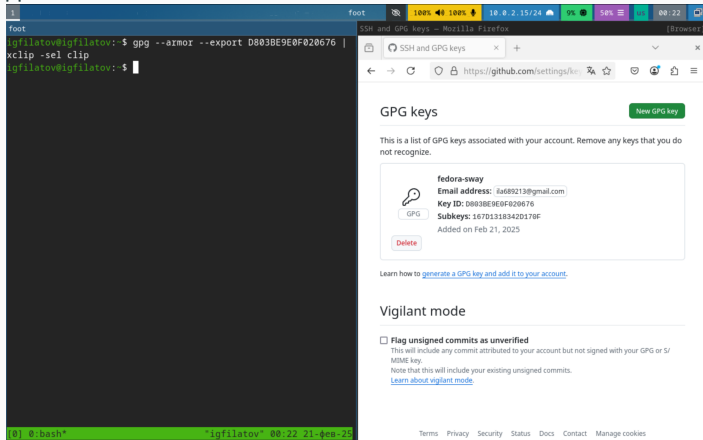 1
foot
100% 100%
10.0.2.15/24
9%
50%
us
00:22
foot
igfilatov@igfilatov:~$ gpg --armor --export D803BE9E0F020676 |
xclip -sel clip
igfilatov@igfilatov:~$
[0] 0:bash*
"igfilatov" 00:22 21-фев-25
SSH and GPG keys — Mozilla Firefox
[Browser
SSH and GPG keys
https://github.com/settings/key
GPG keys
New GPG key
This is a list of GPG keys associated with your account. Remove any keys that you do
not recognize.
fedora-sway
Email address: ila689213@gmail.com
Key ID: D803BE9E0F020676
GPG
Subkeys: 167D1318342D170F
Added on Feb 21, 2025
Delete
Learn how to generate a GPG key and add it to your account.
Vigilant mode
Flag unsigned commits as unverified
This will include any commit attributed to your account but not signed with your GPG or S/
MIME key.
Note that this will include your existing unsigned commits.
Learn about vigilant mode.
Terms Privacy Security Status Docs Contact Manage cookies